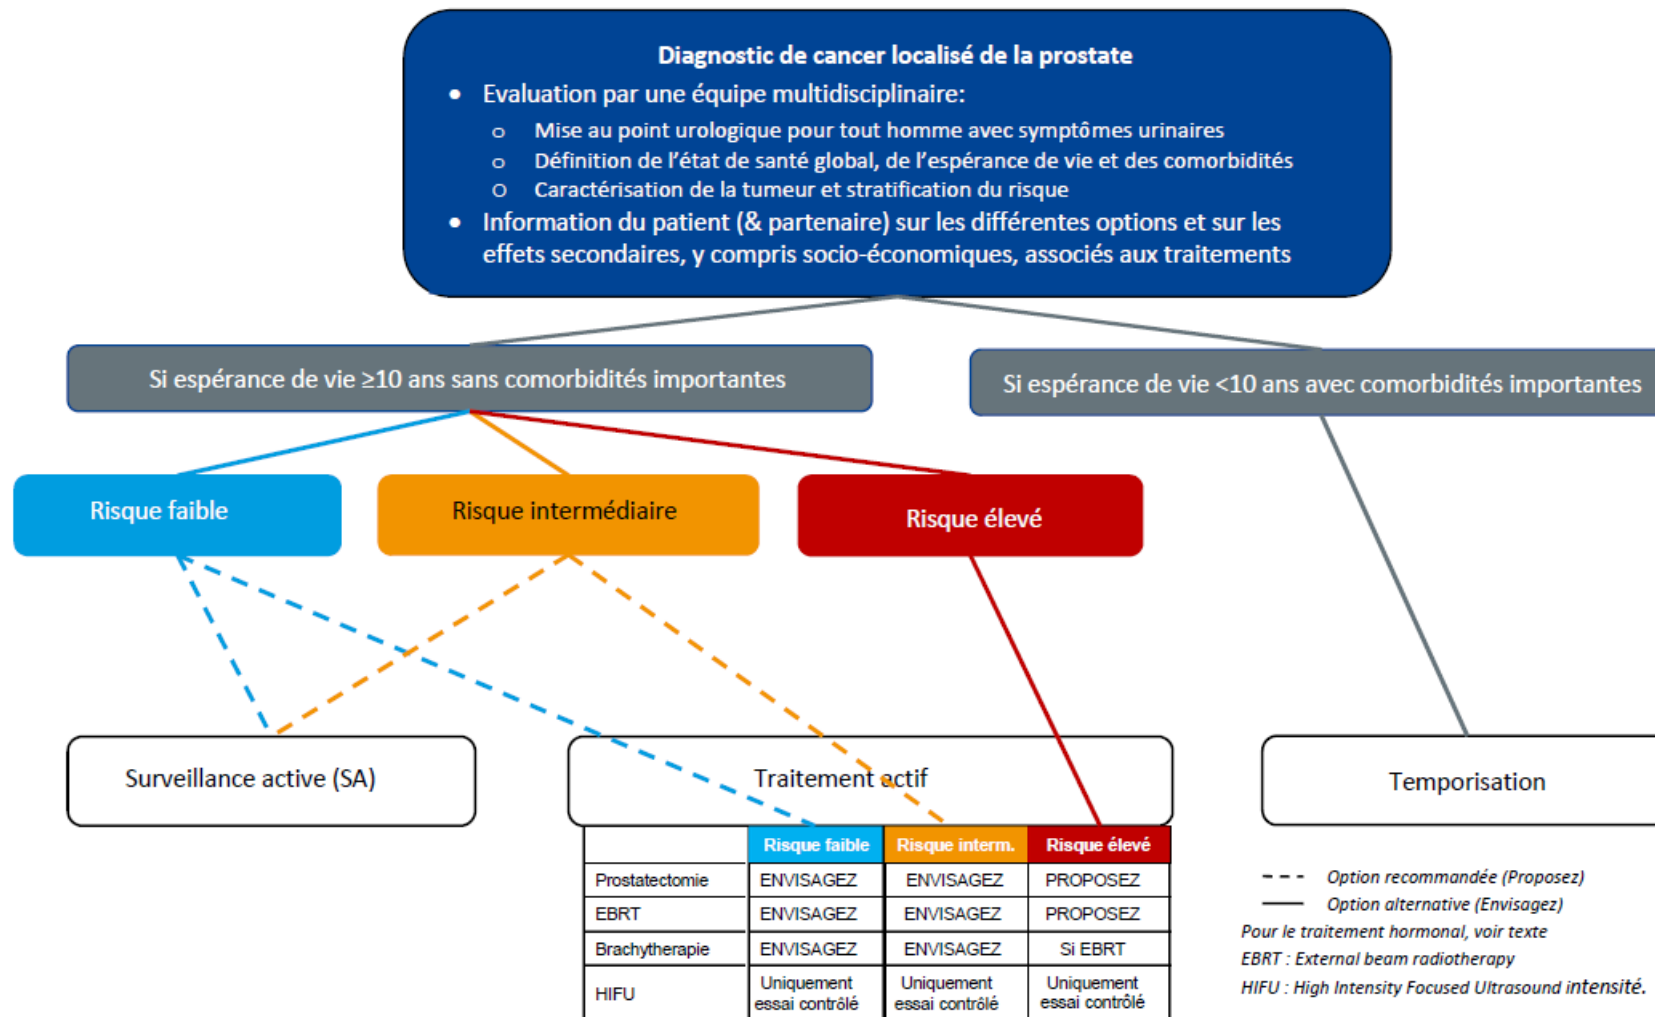 Diagnostic de cancer localisé de la prostate
• Evaluation par une équipe multidisciplinaire:
o Mise au point urologique pour tout homme avec symptômes urinaires
o Définition de l'état de santé global, de l'espérance de vie et des comorbidités
O Caractérisation de la tumeur et stratification du risque
• Information du patient (& partenaire) sur les différentes options et sur les
effets secondaires, y compris socio-économiques, associés aux traitements
Si espérance de vie ≥10 ans sans comorbidités importantes
Si espérance de vie <10 ans avec comorbidités importantes
Risque faible
Risque intermédiaire
Risque élevé
Surveillance active (SA)
Traitement actif
Temporisation
Risque faible Risque interm. Risque élevé
Prostatectomie ENVISAGEZ ENVISAGEZ PROPOSEZ
EBRT ENVISAGEZ ENVISAGEZ PROPOSEZ
Brachytherapie ENVISAGEZ ENVISAGEZ Si EBRT
HIFU Uniquement essai contrôlé Uniquement essai contrôlé Uniquement essai contrôlé
Option recommandée (Proposez)
Option alternative (Envisagez)
Pour le traitement hormonal, voir texte
EBRT : External beam radiotherapy
HIFU : High Intensity Focused Ultrasound intensité.